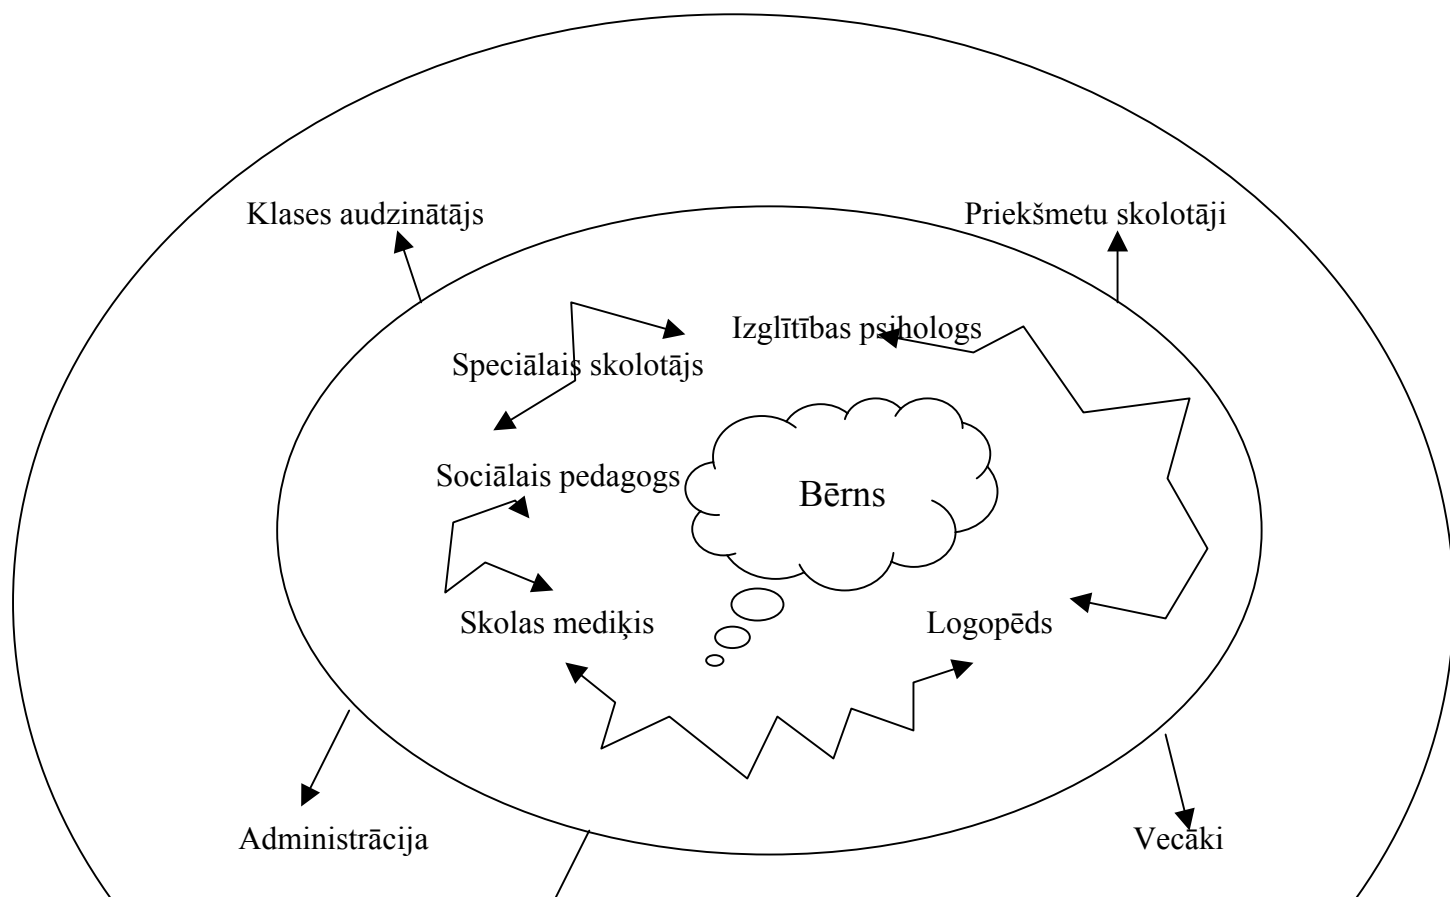 Klases audzinātājs
Priekšmetu skolotāji
Izglītības psihologs
Speciālais skolotājs
Sociālais pedagogs
Bērns
Skolas mediķis
Logopēds
Administrācija
Vecāki